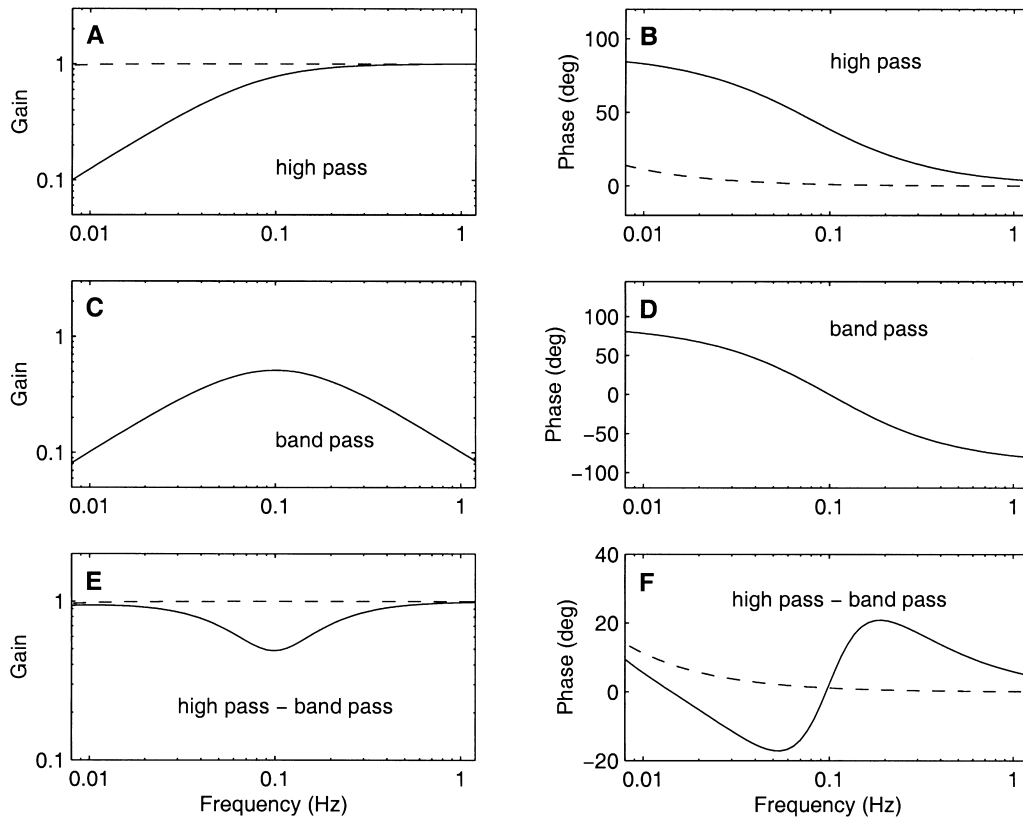 A
Gain
1
0.1
high pass
0.01
0.1
1
B
Phase (deg)
100
50
0
high pass
0.01
0.1
1
C
Gain
1
0.1
band pass
0.01
0.1
1
D
Phase (deg)
100
50
0
−50
−100
band pass
0.01
0.1
1
E
Gain
1
0.1
high pass − band pass
0.01
0.1
1
Frequency (Hz)
F
Phase (deg)
40
20
0
−20
high pass − band pass
0.01
0.1
1
Frequency (Hz)